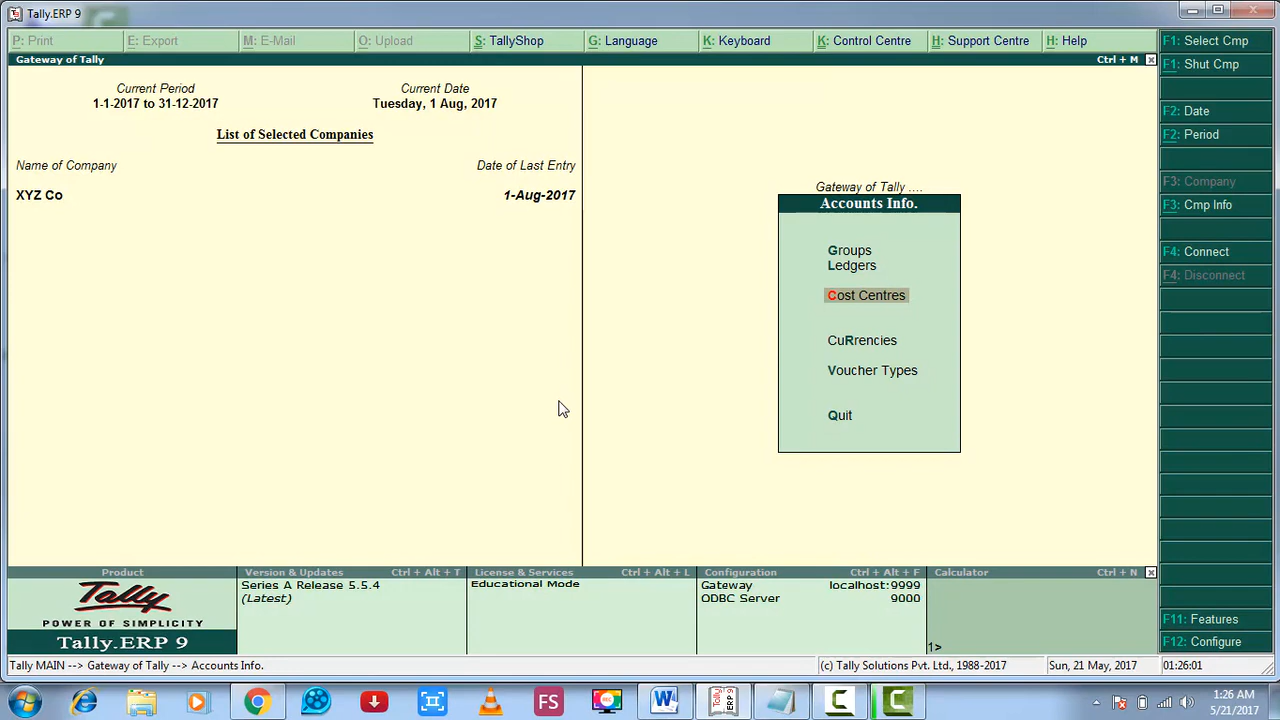 Tally.ERP 9
P: Print
E: Export
M: E-Mail
O: Upload
S: TallyShop
G: Language
K: Keyboard
K: Control Centre
H: Support Centre
H: Help
Gateway of Tally
Ctrl + M
Current Period
1-1-2017 to 31-12-2017
Current Date
Tuesday, 1 Aug, 2017
List of Selected Companies
Name of Company
Date of Last Entry
XYZ Co
1-Aug-2017
Gateway of Tally ....
Accounts Info.
Groups
Ledgers
Cost Centres
CuRrencies
Voucher Types
Quit
F1: Select Cmp
F1: Shut Cmp
F2: Date
F2: Period
F3: Company
F3: Cmp Info
F4: Connect
F4: Disconnect
F11: Features
F12: Configure
Product
Tally
POWER OF SIMPLICITY
Tally.ERP 9
Version & Updates
Ctrl + Alt + T
Series A Release 5.5.4
(Latest)
License & Services
Ctrl + Alt + L
Educational Mode
Configuration
Ctrl + Alt + F
Gateway
localhost:9999
ODBC Server
9000
Calculator
Ctrl + N
1>
Tally MAIN --> Gateway of Tally --> Accounts Info.
(c) Tally Solutions Pvt. Ltd., 1988-2017
Sun, 21 May, 2017
01:26:01
FS
REC
W
1:26 AM
5/21/2017